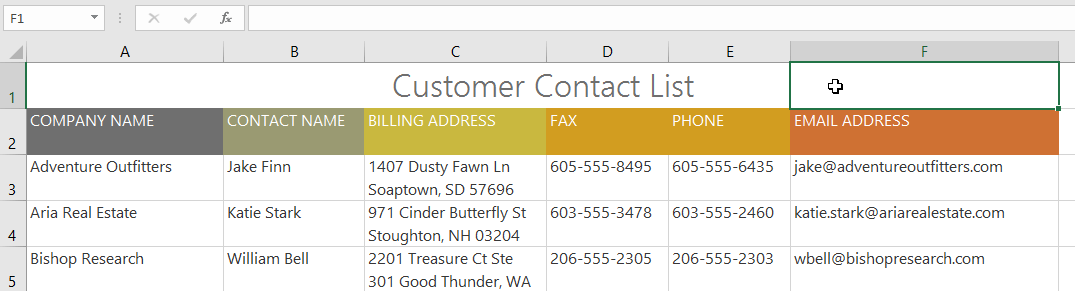 F1 fx
A B C D E F
1 Customer Contact List
2 COMPANY NAME CONTACT NAME BILLING ADDRESS FAX PHONE EMAIL ADDRESS
3 Adventure Outfitters Jake Finn 1407 Dusty Fawn Ln 605-555-8495 605-555-6435 jake@adventureoutfitters.com
Soaptown, SD 57696
4 Aria Real Estate Katie Stark 971 Cinder Butterfly St 603-555-3478 603-555-2460 katie.stark@ariarealestate.com
Stoughton, NH 03204
5 Bishop Research William Bell 2201 Treasure Ct Ste 206-555-2305 206-555-2303 wbell@bishopresearch.com
301 Good Thunder, WA